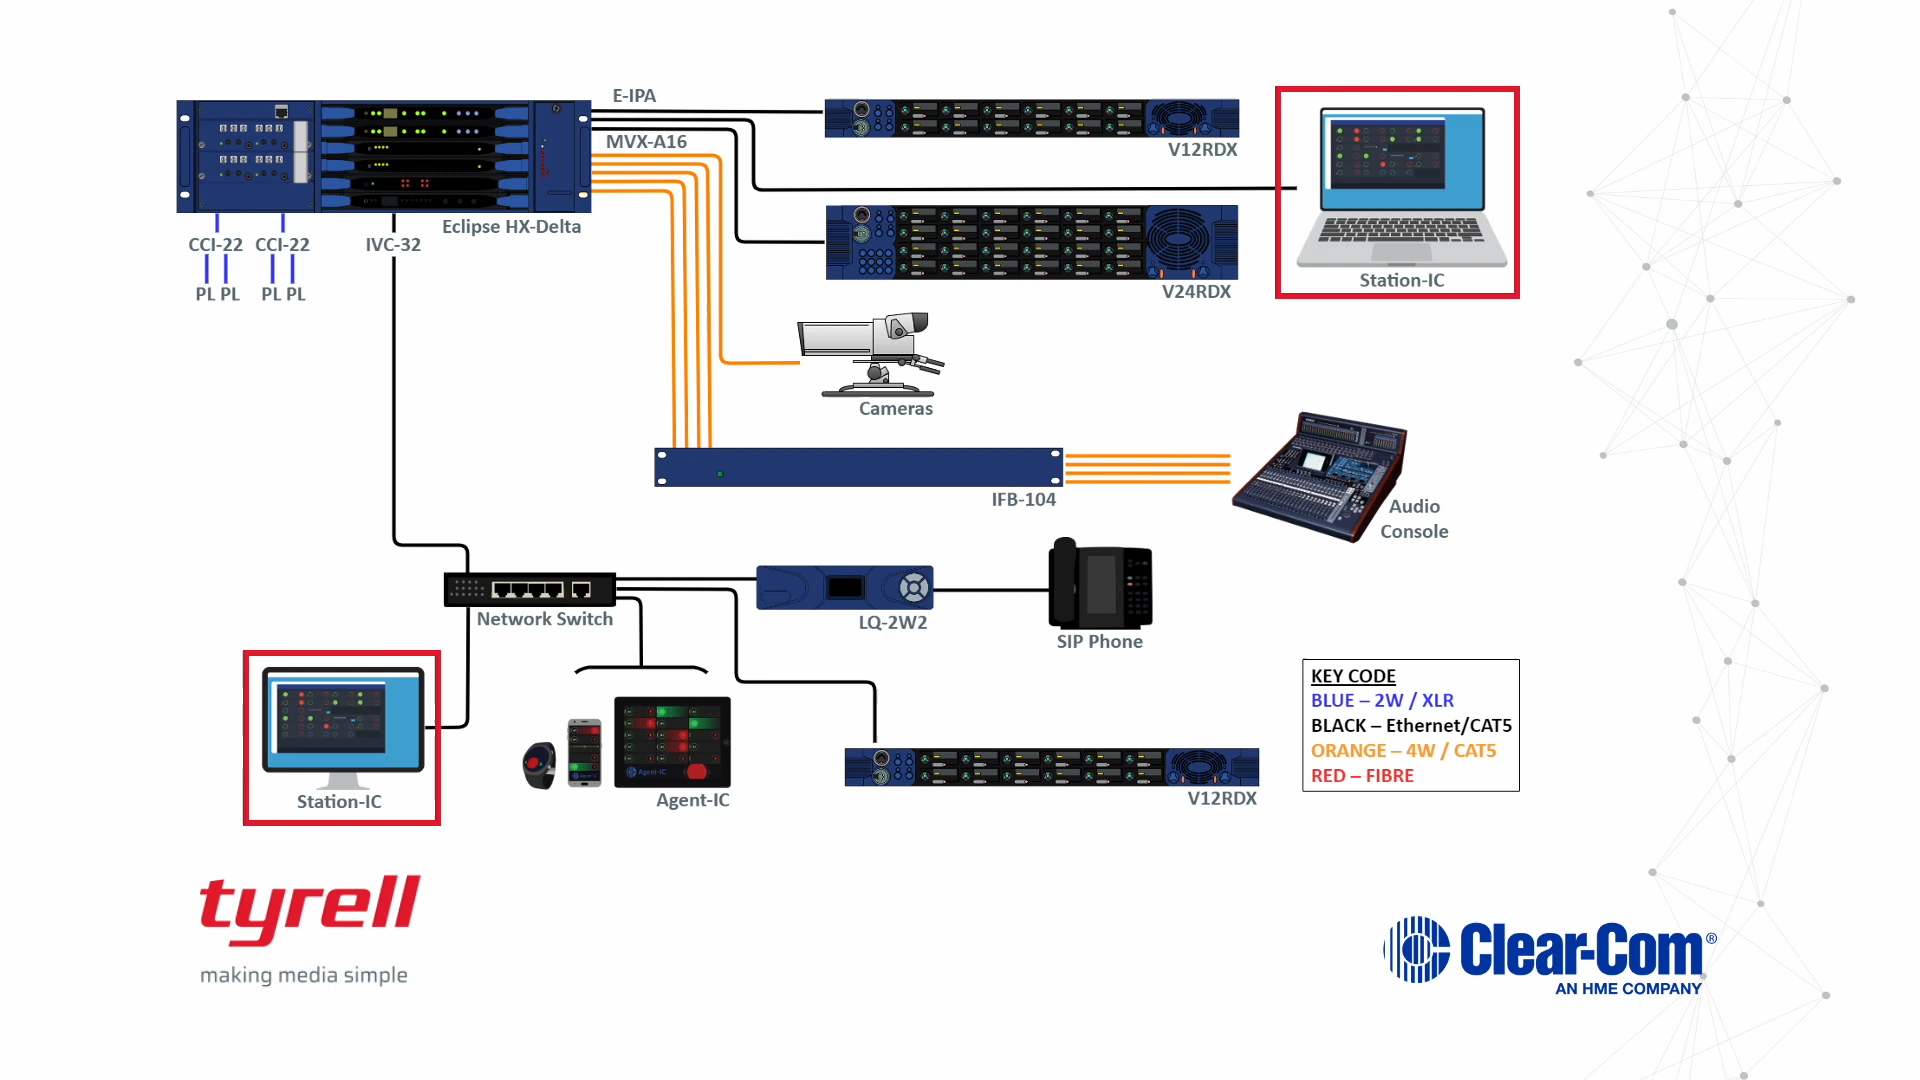 E-IPA
MVX-A16
V12RDX
Eclipse HX-Delta
CCI-22
CCI-22
IVC-32
PL PL
PL PL
V24RDX
Station-IC
Cameras
IFB-104
Audio
Console
Network Switch
LQ-2W2
SIP Phone
Station-IC
Agent-IC
Agent-IC
V12RDX
KEY CODE
BLUE – 2W / XLR
BLACK – Ethernet/CAT5
ORANGE – 4W / CAT5
RED – FIBRE
tyrell
making media simple
Clear-Com®
AN HME COMPANY